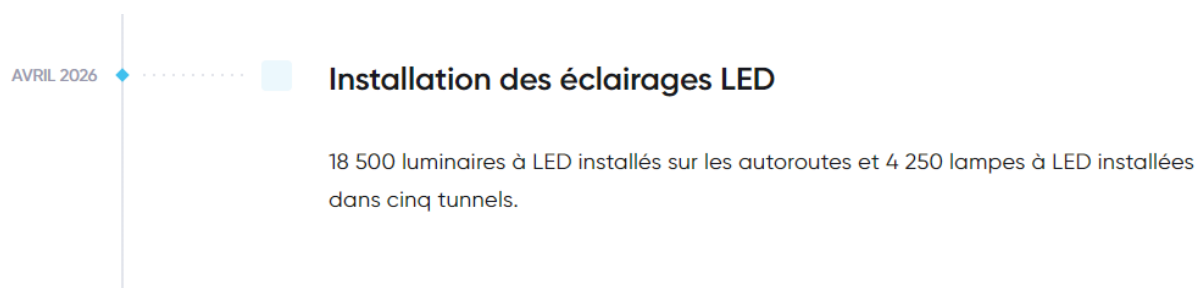 AVRIL 2026
Installation des éclairages LED
18 500 luminaires à LED installés sur les autoroutes et 4 250 lampes à LED installées
dans cinq tunnels.